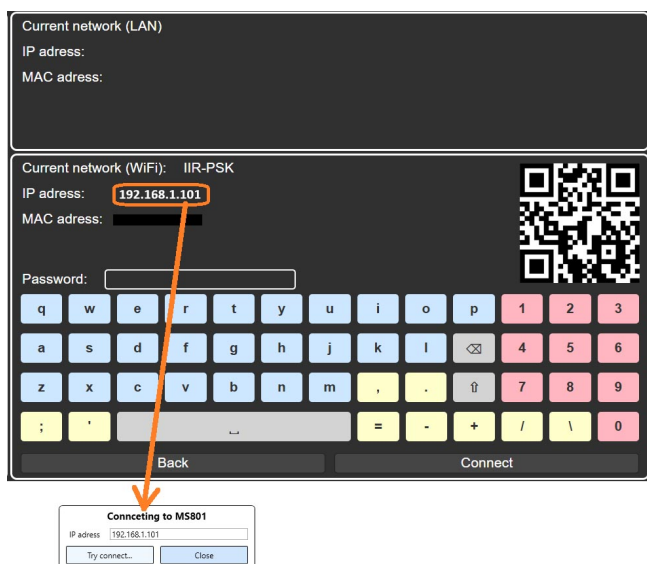 Current network (LAN)
IP adress:
MAC adress:
Current network (WiFi): IIR-PSK
IP adress: 192.168.1.101
MAC adress:
Password:
q w e r t y u i o p 1 2 3
a s d f g h j k l ⌫ 4 5 6
z x c v b n m , . ⇧ 7 8 9
; ' ⎵ = - + / \ 0
Back Connect
Connceting to MS801
IP adress 192.168.1.101
Try connect... Close